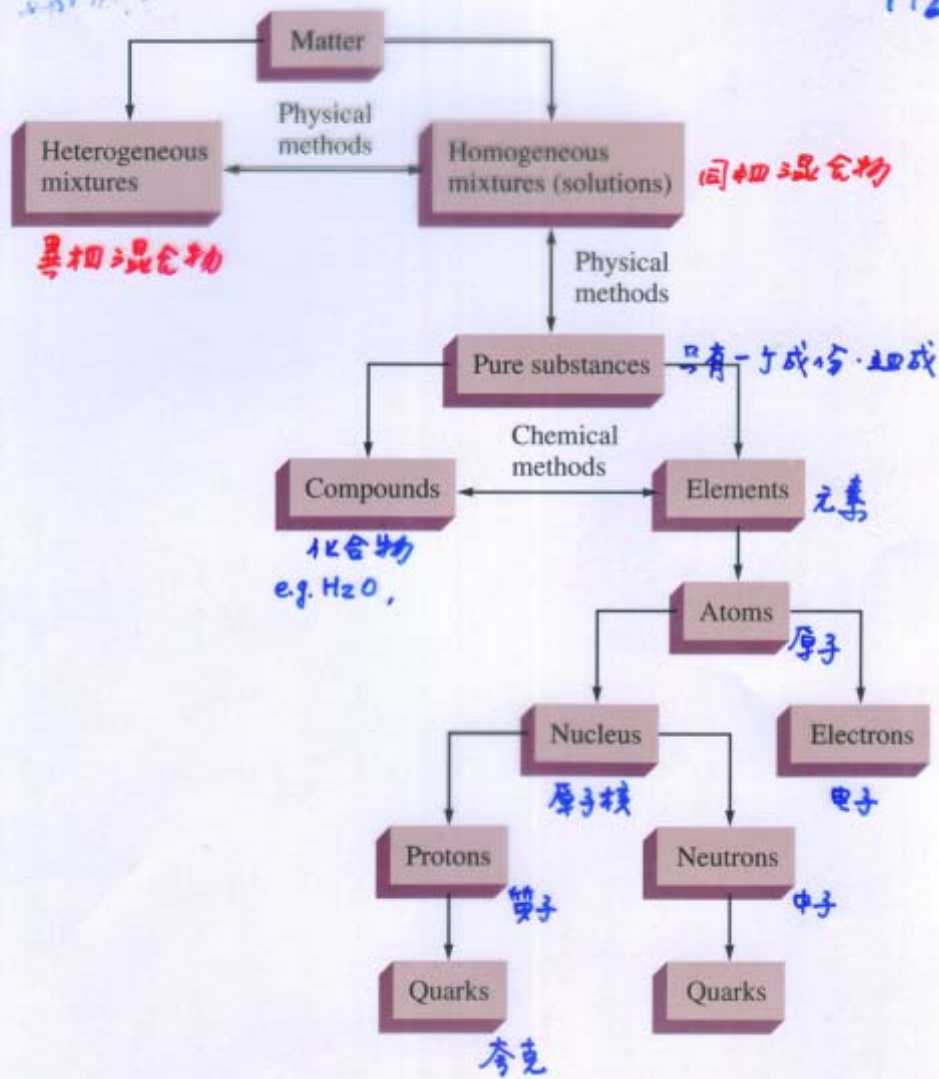 Matter
Physical
methods
Heterogeneous
mixtures
Homogeneous
mixtures (solutions)
同相混合物
異相混合物
Physical
methods
Pure substances
只有一个成份组成
Chemical
methods
Compounds
Elements
元素
化合物
e.g. H2O,
Atoms
原子
Nucleus
Electrons
原子核
电子
Protons
Neutrons
質子
中子
Quarks
Quarks
夸克